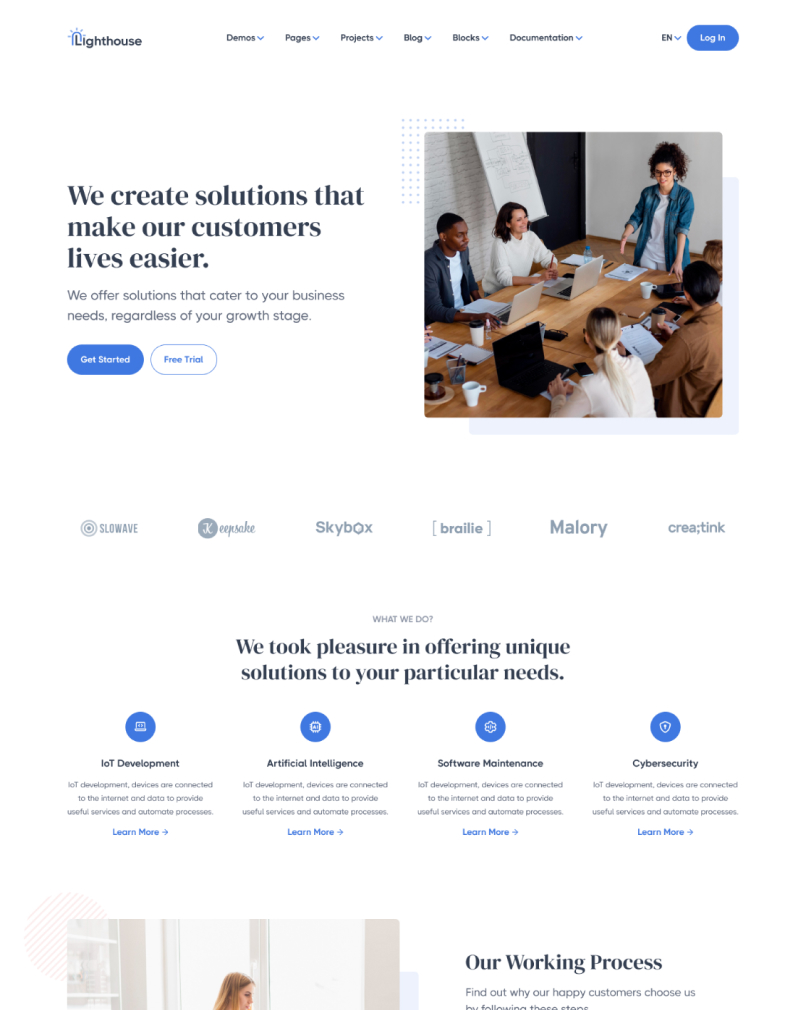 Lighthouse
Demos Pages Projects Blog Blocks Documentation EN Log In
We create solutions that
make our customers
lives easier.
We offer solutions that cater to your business
needs, regardless of your growth stage.
Get Started Free Trial
SLOWAVE Keepsake Skybox [ brailie ] Malory crea;tink
WHAT WE DO?
We took pleasure in offering unique
solutions to your particular needs.
IoT Development
IoT development, devices are connected
to the internet and data to provide
useful services and automate processes.
Learn More →
AI
Artificial Intelligence
IoT development, devices are connected
to the internet and data to provide
useful services and automate processes.
Learn More →
Software Maintenance
IoT development, devices are connected
to the internet and data to provide
useful services and automate processes.
Learn More →
Cybersecurity
IoT development, devices are connected
to the internet and data to provide
useful services and automate processes.
Learn More →
Our Working Process
Find out why our happy customers choose us
by following these steps